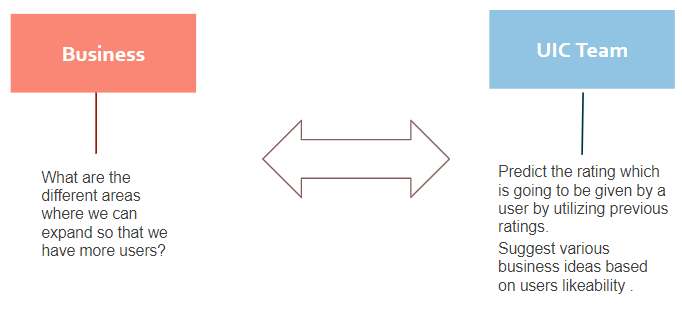 Business
UIC Team
What are the
different areas
where we can
expand so that we
have more users?
Predict the rating which
is going to be given by a
user by utilizing previous
ratings.
Suggest various
business ideas based
on users likeability .